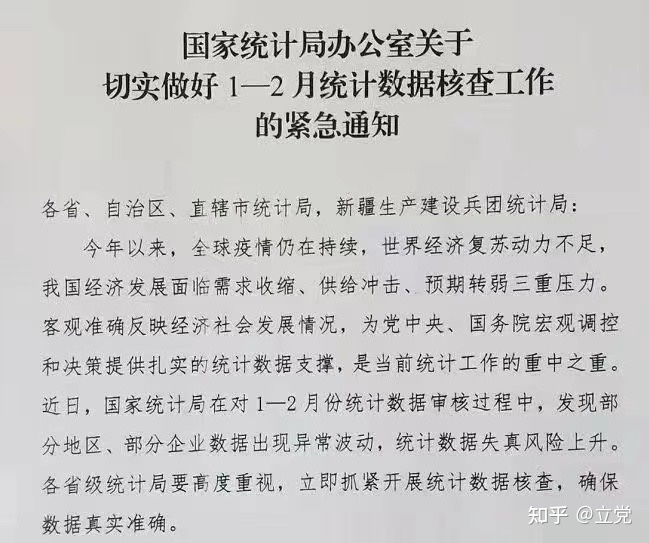 国家统计局办公室关于
切实做好1—2月统计数据核查工作
的紧急通知
各省、自治区、直辖市统计局，新疆生产建设兵团统计局：
今年以来，全球疫情仍在持续，世界经济复苏动力不足，
我国经济发展面临需求收缩、供给冲击、预期转弱三重压力。
客观准确反映经济社会发展情况，为党中央、国务院宏观调控
和决策提供扎实的统计数据支撑，是当前统计工作的重中之重。
近日，国家统计局在对1—2月份统计数据审核过程中，发现部
分地区、部分企业数据出现异常波动，统计数据失真风险上升。
各省级统计局要高度重视，立即抓紧开展统计数据核查，确保
数据真实准确。
知乎 @立党